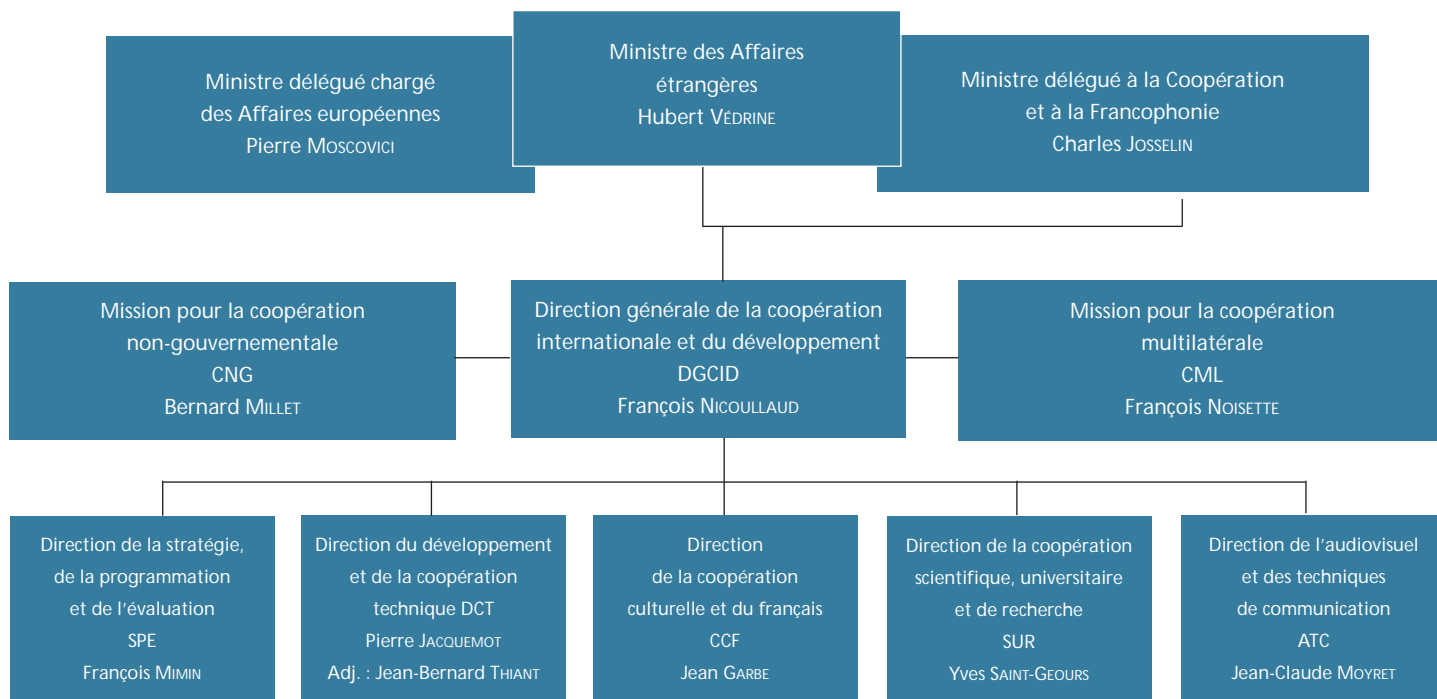 Ministre délégué chargé
des Affaires européennes
Pierre MOSCOVICI
Ministre des Affaires
étrangères
Hubert VÉDRINE
Ministre délégué à la Coopération
et à la Francophonie
Charles JOSSELIN
Mission pour la coopération
non-gouvernementale
CNG
Bernard MILLET
Direction générale de la coopération
internationale et du développement
DGCID
François NICOULLAUD
Mission pour la coopération
multilatérale
CML
François NOISETTE
Direction de la stratégie,
de la programmation
et de l'évaluation
SPE
François MIMIN
Direction du développement
et de la coopération
technique DCT
Pierre JACQUEMOT
Adj. : Jean-Bernard THIANT
Direction
de la coopération
culturelle et du français
CCF
Jean GARBE
Direction de la coopération
scientifique, universitaire
et de recherche
SUR
Yves SAINT-GEOURS
Direction de l'audiovisuel
et des techniques
de communication
ATC
Jean-Claude MOYRET